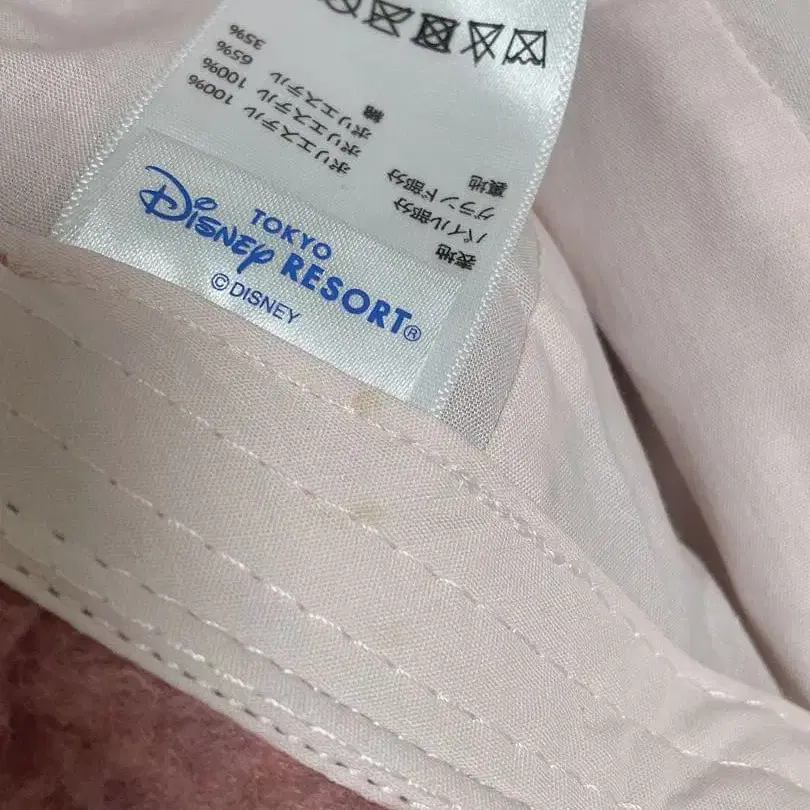 TOKYO
DISNEY RESORT®
©DISNEY
表地
パイル部分 ポリエステル 100%
グランド部分 ポリエステル 100%
裏地 ポリエステル 65%
綿 35%